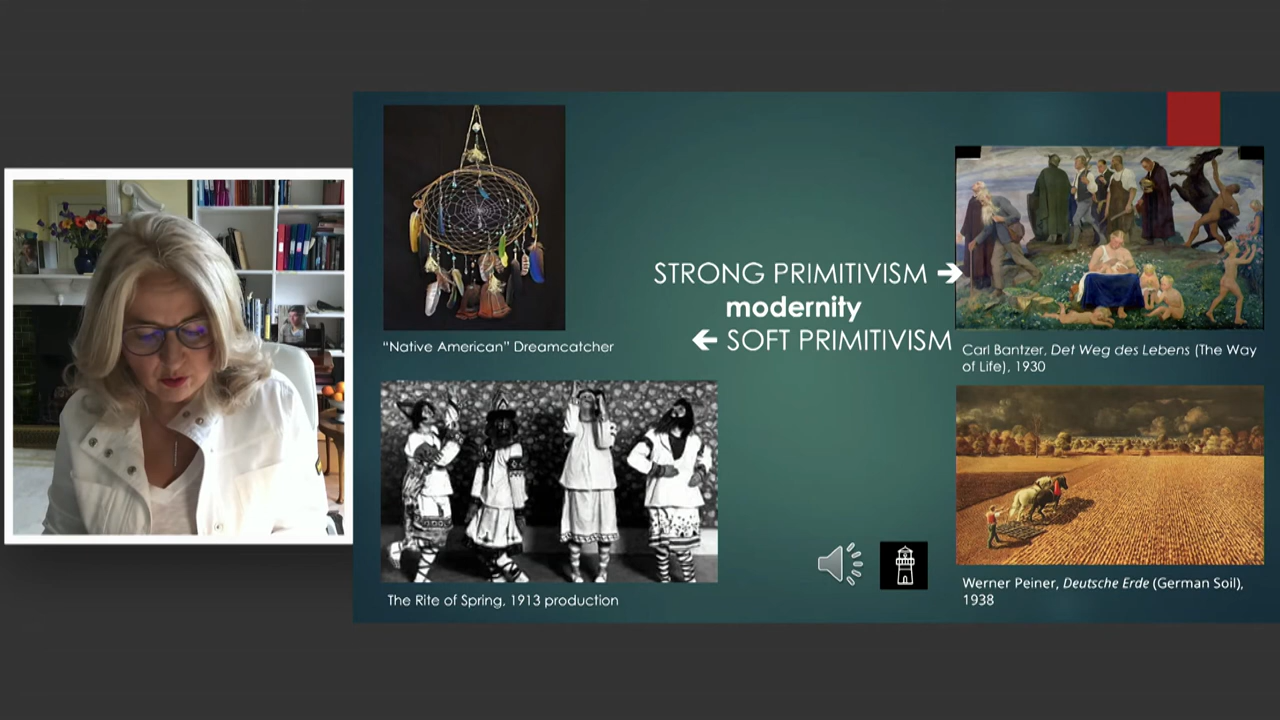 "Native American" Dreamcatcher
STRONG PRIMITIVISM →
modernity
← SOFT PRIMITIVISM
Carl Bantzer, Det Weg des Lebens (The Way
of Life), 1930
The Rite of Spring, 1913 production
Werner Peiner, Deutsche Erde (German Soil),
1938